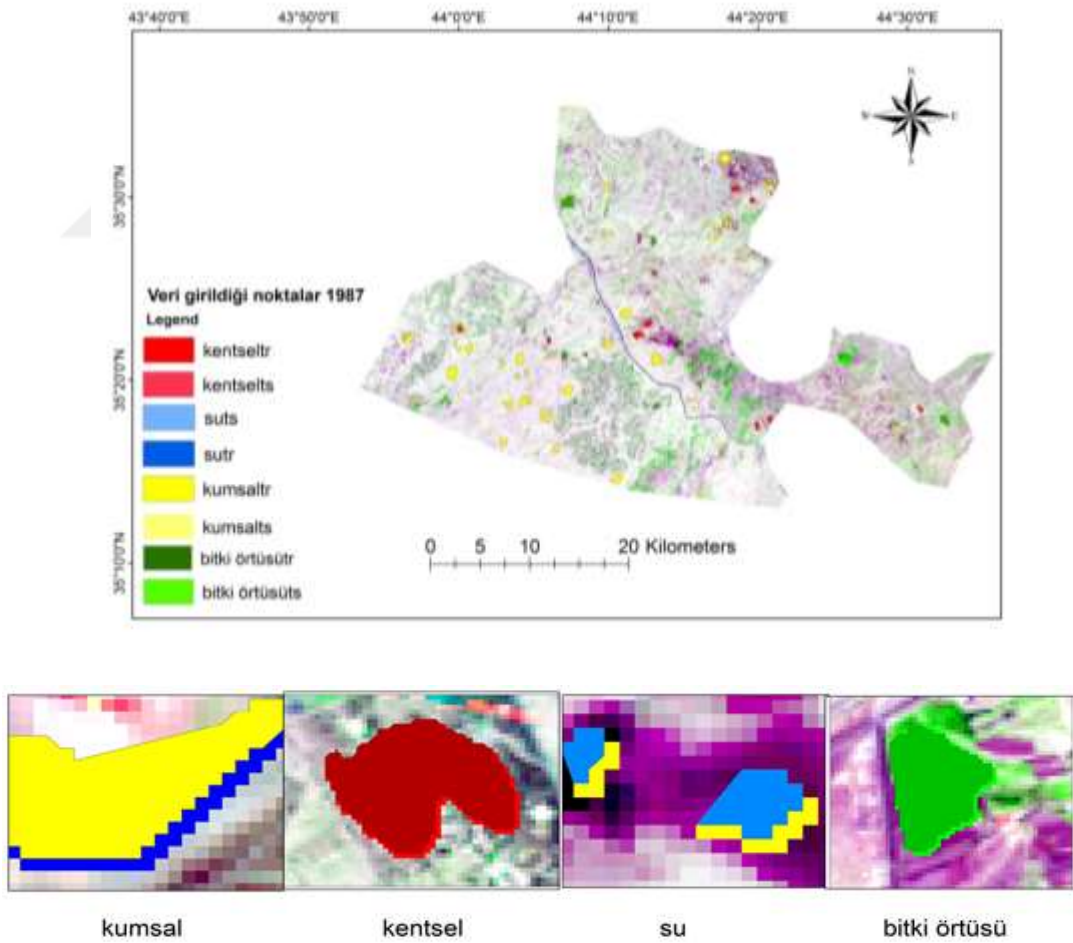 43°40'0"E 43°50'0"E 44°0'0"E 44°10'0"E 44°20'0"E 44°30'0"E
N
W E
S
35°30'0"N
35°20'0"N
35°10'0"N
Veri girildiği noktalar 1987
Legend
kentseltr
kentselts
suts
sutr
kumsaltr
kumsalts
bitki örtüsütr
bitki örtüsüts
0 5 10 20 Kilometers
kumsal kentsel su bitki örtüsü